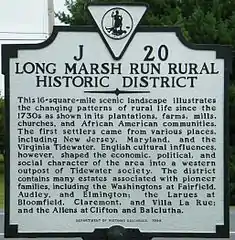 J 20
LONG MARSH RUN RURAL
HISTORIC DISTRICT
This 16-square-mile scenic landscape illustrates
the changing patterns of rural life since the
1730s as shown in its plantations, farms, mills,
churches, and African American communities.
The first settlers came from various places,
including New Jersey, Maryland, and the
Virginia Tidewater. English cultural influences,
however, shaped the economic, political, and
social character of the area into a western
outpost of Tidewater society. The district
contains many estates associated with pioneer
families, including the Washingtons at Fairfield,
Audley, and Elmington; the Larues at
Bloomfield, Claremont, and Villa La Rue;
and the Allens at Clifton and Balclutha.
DEPARTMENT OF HISTORIC RESOURCES